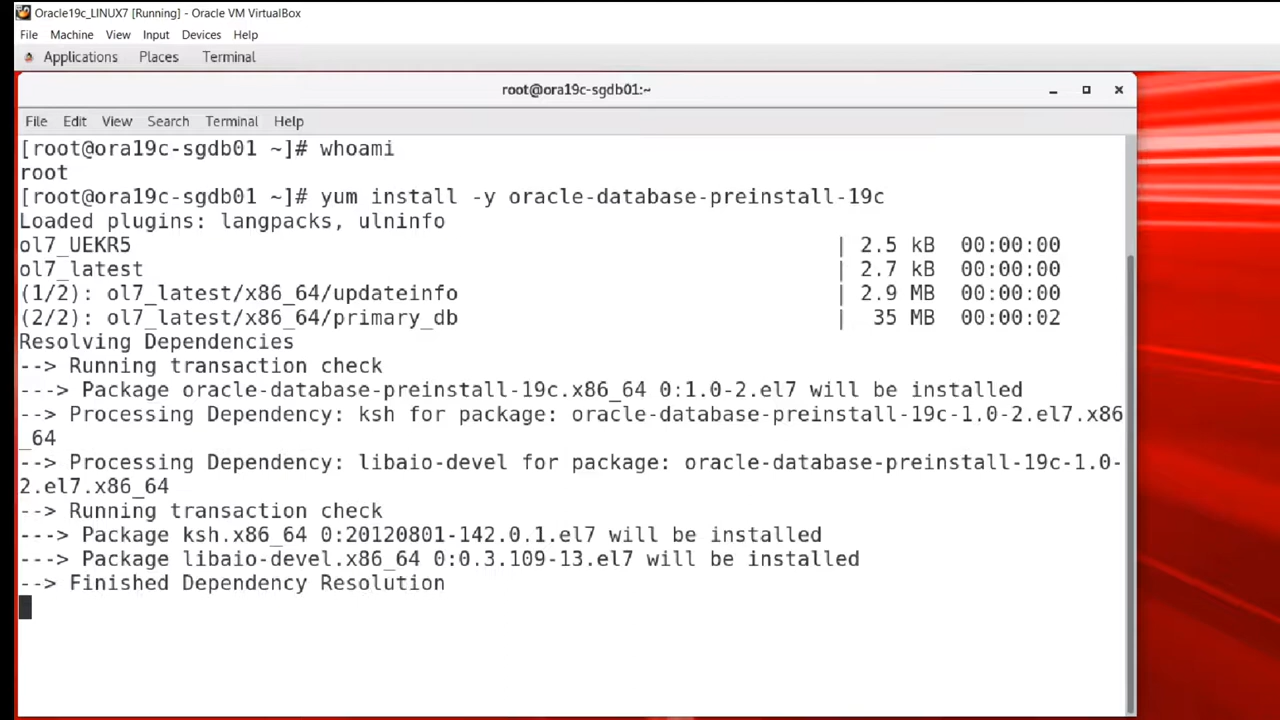 Oracle19c_LINUX7 [Running] - Oracle VM VirtualBox
File Machine View Input Devices Help
Applications Places Terminal
root@ora19c-sgdb01:~
File Edit View Search Terminal Help
[root@ora19c-sgdb01 ~]# whoami
root
[root@ora19c-sgdb01 ~]# yum install -y oracle-database-preinstall-19c
Loaded plugins: langpacks, ulninfo
ol7_UEKR5 | 2.5 kB 00:00:00
ol7_latest | 2.7 kB 00:00:00
(1/2): ol7_latest/x86_64/updateinfo | 2.9 MB 00:00:00
(2/2): ol7_latest/x86_64/primary_db | 35 MB 00:00:02
Resolving Dependencies
--> Running transaction check
---> Package oracle-database-preinstall-19c.x86_64 0:1.0-2.el7 will be installed
--> Processing Dependency: ksh for package: oracle-database-preinstall-19c-1.0-2.el7.x86
_64
--> Processing Dependency: libaio-devel for package: oracle-database-preinstall-19c-1.0-
2.el7.x86_64
--> Running transaction check
---> Package ksh.x86_64 0:20120801-142.0.1.el7 will be installed
---> Package libaio-devel.x86_64 0:0.3.109-13.el7 will be installed
--> Finished Dependency Resolution